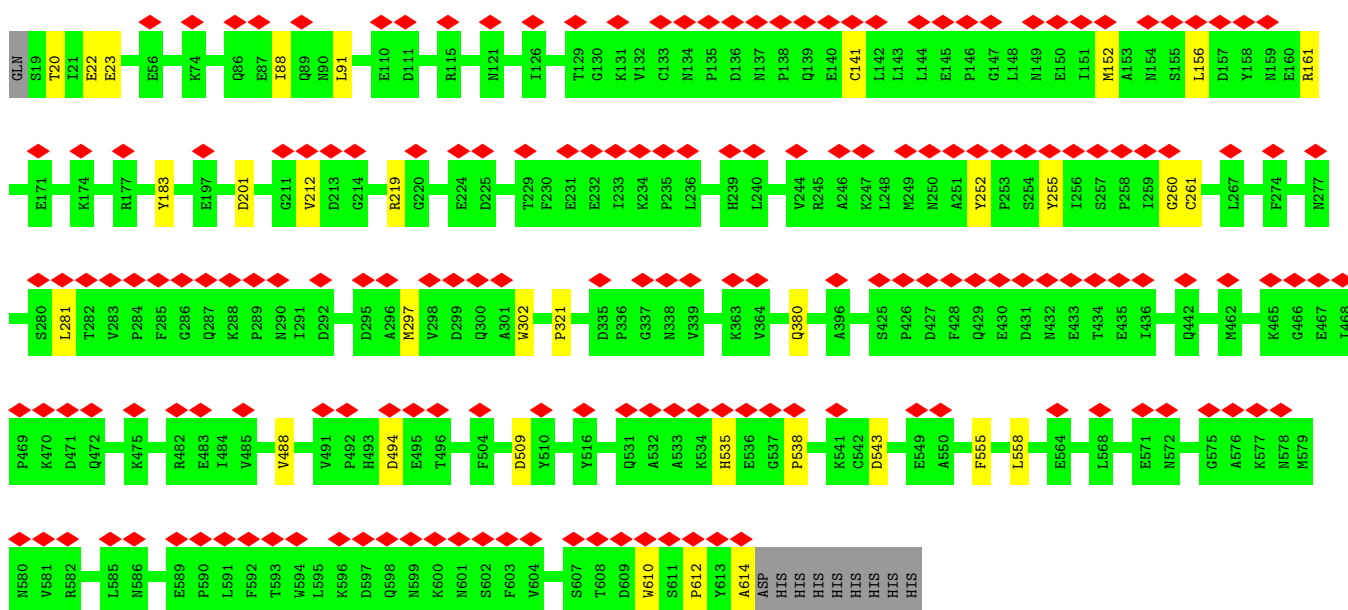 GLN S19 T20 I21 E22 E23 E56 K74 Q86 E87 I88 Q89 N90 L91 E110 D111 R115 N121 I126 T129 G130 K131 V132 C133 N134 P135 D136 N137 P138 Q139 E140 C141 L142 L143 L144 E145 P146 G147 L148 N149 E150 I151 M152 A153 N154 S155 L156 D157 Y158 N159 E160 R161
E171 K174 R177 Y183 E197 D201 G211 V212 D213 G214 R219 G220 E224 D225 T229 F230 E231 E232 I233 K234 P235 L236 H239 L240 V244 R245 A246 K247 L248 M249 N250 A251 Y252 P253 S254 Y255 I256 S257 P258 I259 G260 C261 L267 F274 N277
S280 L281 T282 V283 P284 F285 G286 Q287 K288 P289 N290 I291 D292 D295 A296 M297 V298 D299 Q300 A301 W302 P321 D335 P336 G337 N338 V339 K363 V364 Q380 A396 S425 P426 D427 F428 Q429 E430 D431 N432 E433 T434 E435 I436 Q442 M462 K465 G466 E467 I468
P469 K470 D471 Q472 K475 R482 E483 I484 V485 V488 V491 P492 H493 D494 E495 T496 F504 D509 Y510 Y516 Q531 A532 A533 K534 H535 E536 G537 P538 K541 C542 D543 E549 A550 F555 L558 E564 L568 E571 N572 G575 A576 K577 N578 M579
N580 V581 R582 L585 N586 E589 P590 L591 F592 T593 W594 L595 K596 D597 Q598 N599 K600 N601 S602 F603 V604 S607 T608 D609 W610 S611 P612 Y613 A614 ASP HIS HIS HIS HIS HIS HIS